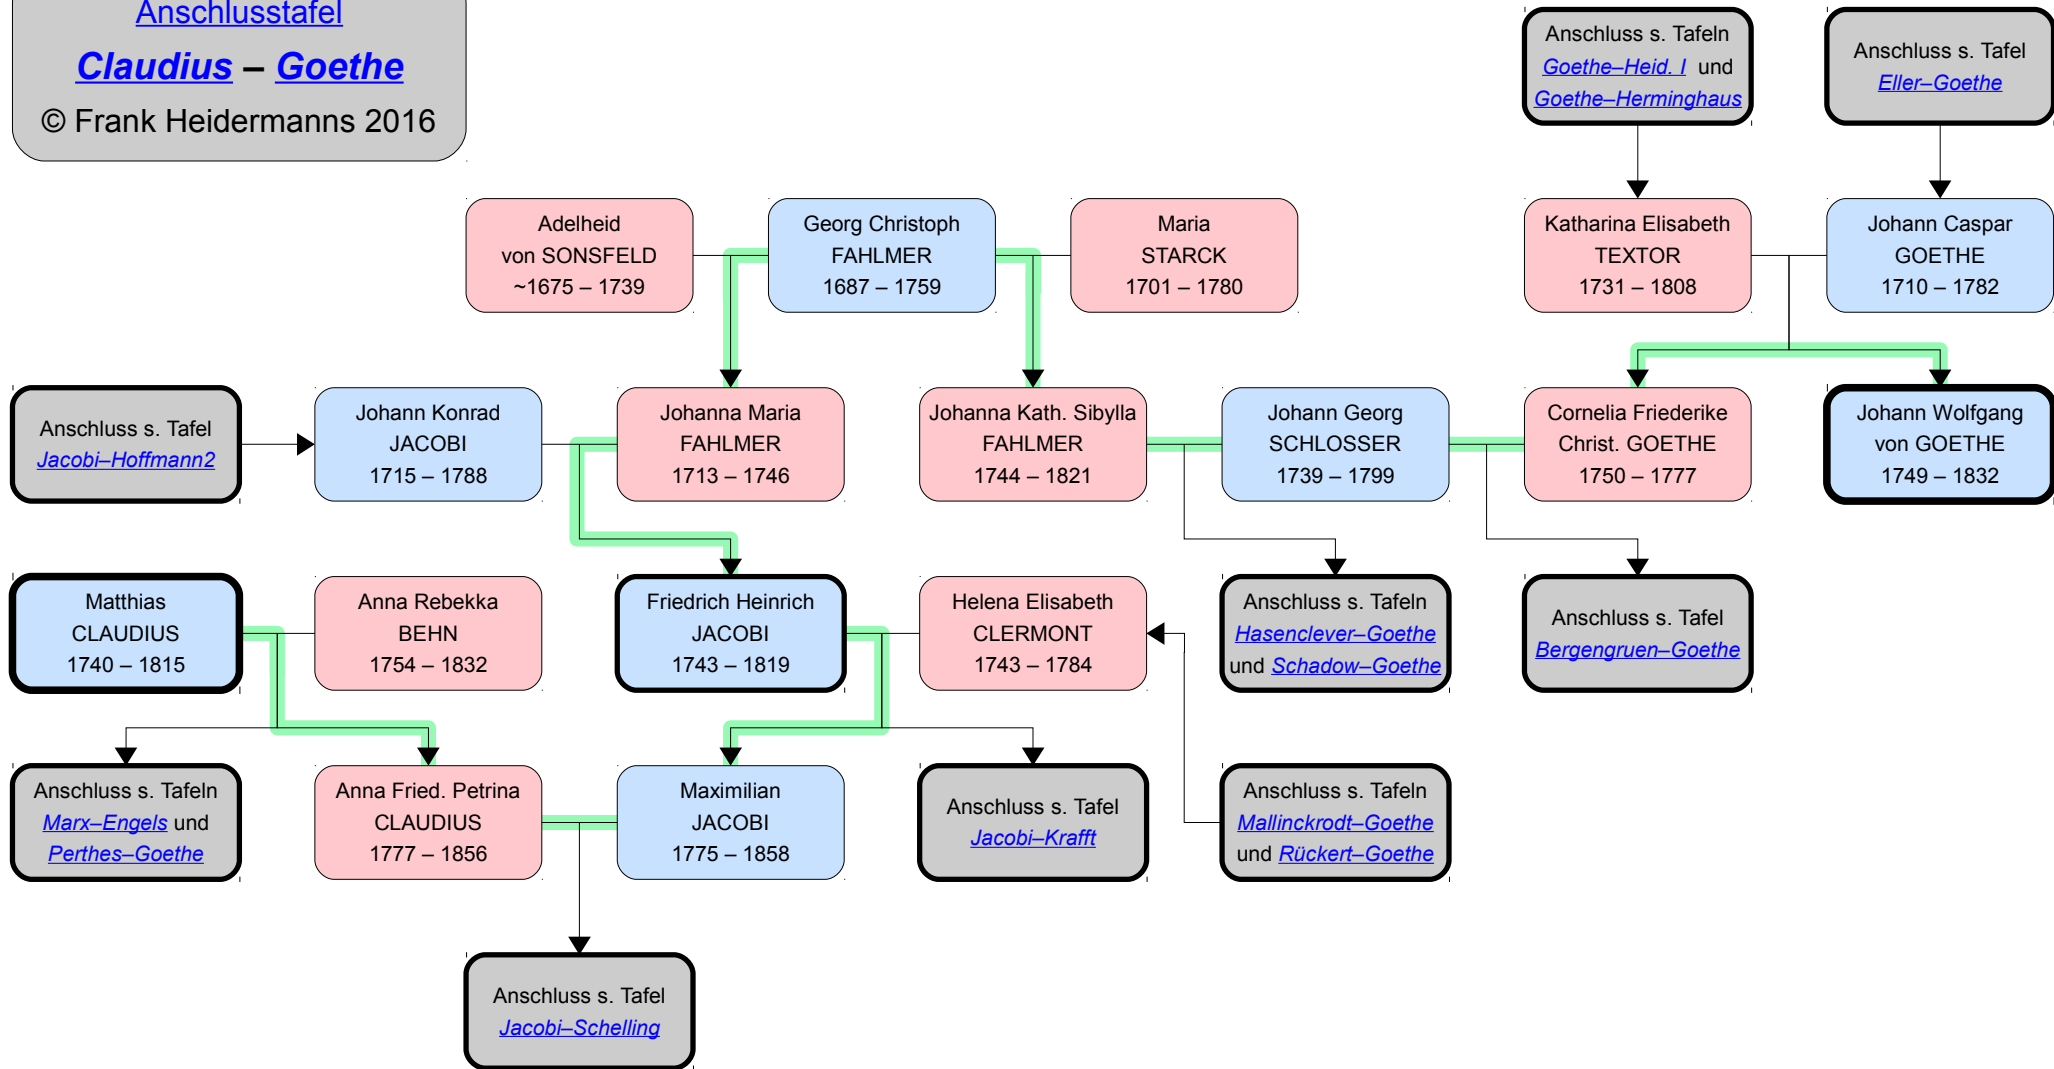 Anschlusstafel
Claudius – Goethe
© Frank Heidermanns 2016
Anschluss s. Tafeln
Goethe–Heid. I und
Goethe–Herminghaus
Anschluss s. Tafel
Eller–Goethe
Adelheid
von SONSFELD
~1675 – 1739
Georg Christoph
FAHLMER
1687 – 1759
Maria
STARCK
1701 – 1780
Katharina Elisabeth
TEXTOR
1731 – 1808
Johann Caspar
GOETHE
1710 – 1782
Anschluss s. Tafel
Jacobi–Hoffmann2
Johann Konrad
JACOBI
1715 – 1788
Johanna Maria
FAHLMER
1713 – 1746
Johanna Kath. Sibylla
FAHLMER
1744 – 1821
Johann Georg
SCHLOSSER
1739 – 1799
Cornelia Friederike
Christ. GOETHE
1750 – 1777
Johann Wolfgang
von GOETHE
1749 – 1832
Matthias
CLAUDIUS
1740 – 1815
Anna Rebekka
BEHN
1754 – 1832
Friedrich Heinrich
JACOBI
1743 – 1819
Helena Elisabeth
CLERMONT
1743 – 1784
Anschluss s. Tafeln
Hasenclever–Goethe
und Schadow–Goethe
Anschluss s. Tafel
Bergengruen–Goethe
Anschluss s. Tafeln
Marx–Engels und
Perthes–Goethe
Anna Fried. Petrina
CLAUDIUS
1777 – 1856
Maximilian
JACOBI
1775 – 1858
Anschluss s. Tafel
Jacobi–Krafft
Anschluss s. Tafeln
Mallinckrodt–Goethe
und Rückert–Goethe
Anschluss s. Tafel
Jacobi–Schelling